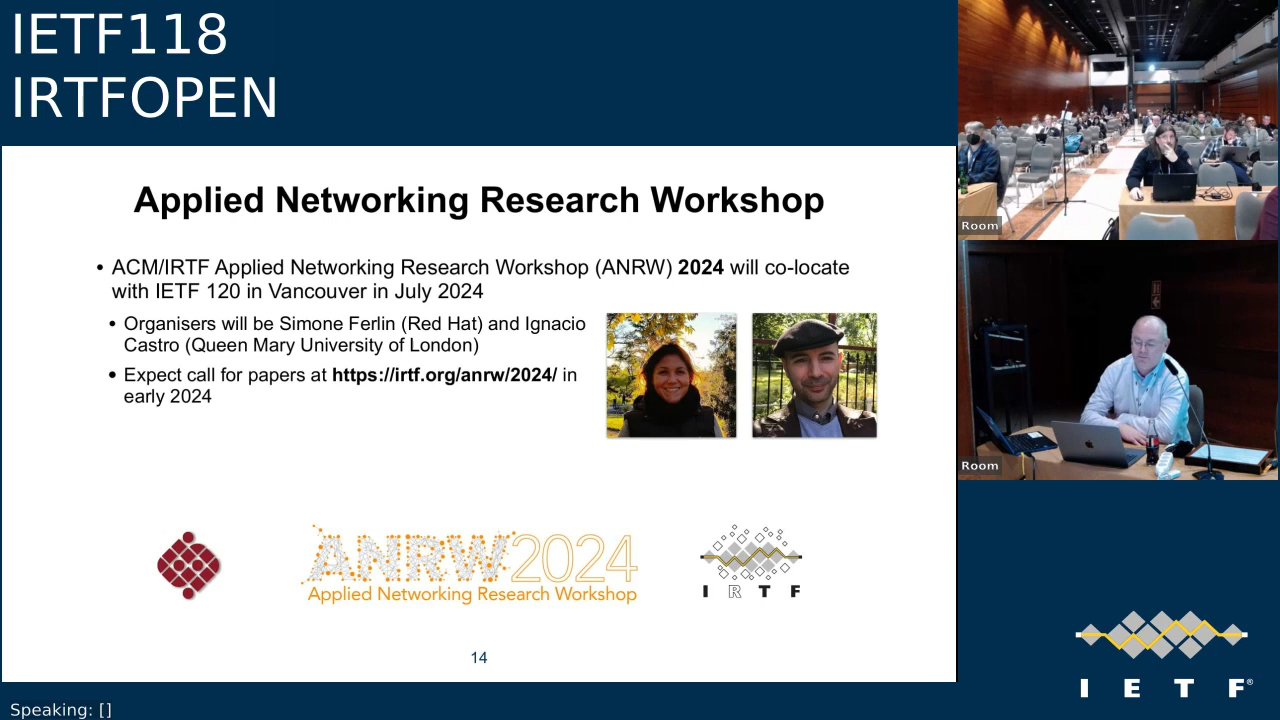 IETF118
IRTFOPEN
Applied Networking Research Workshop
• ACM/IRTF Applied Networking Research Workshop (ANRW) 2024 will co-locate
with IETF 120 in Vancouver in July 2024
• Organisers will be Simone Ferlin (Red Hat) and Ignacio
Castro (Queen Mary University of London)
• Expect call for papers at https://irtf.org/anrw/2024/ in
early 2024
ANRW2024
Applied Networking Research Workshop
I R T F
14
Room
Room
I E T F®
Speaking: []